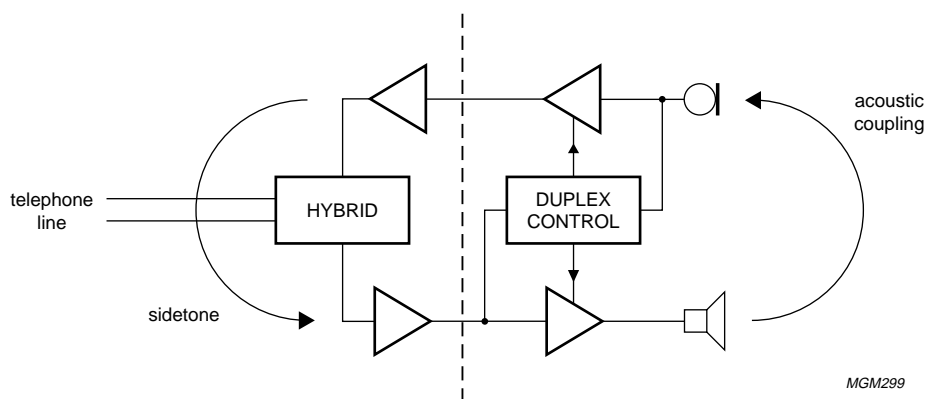 acoustic
coupling
telephone
line
HYBRID
DUPLEX
CONTROL
sidetone
MGM299